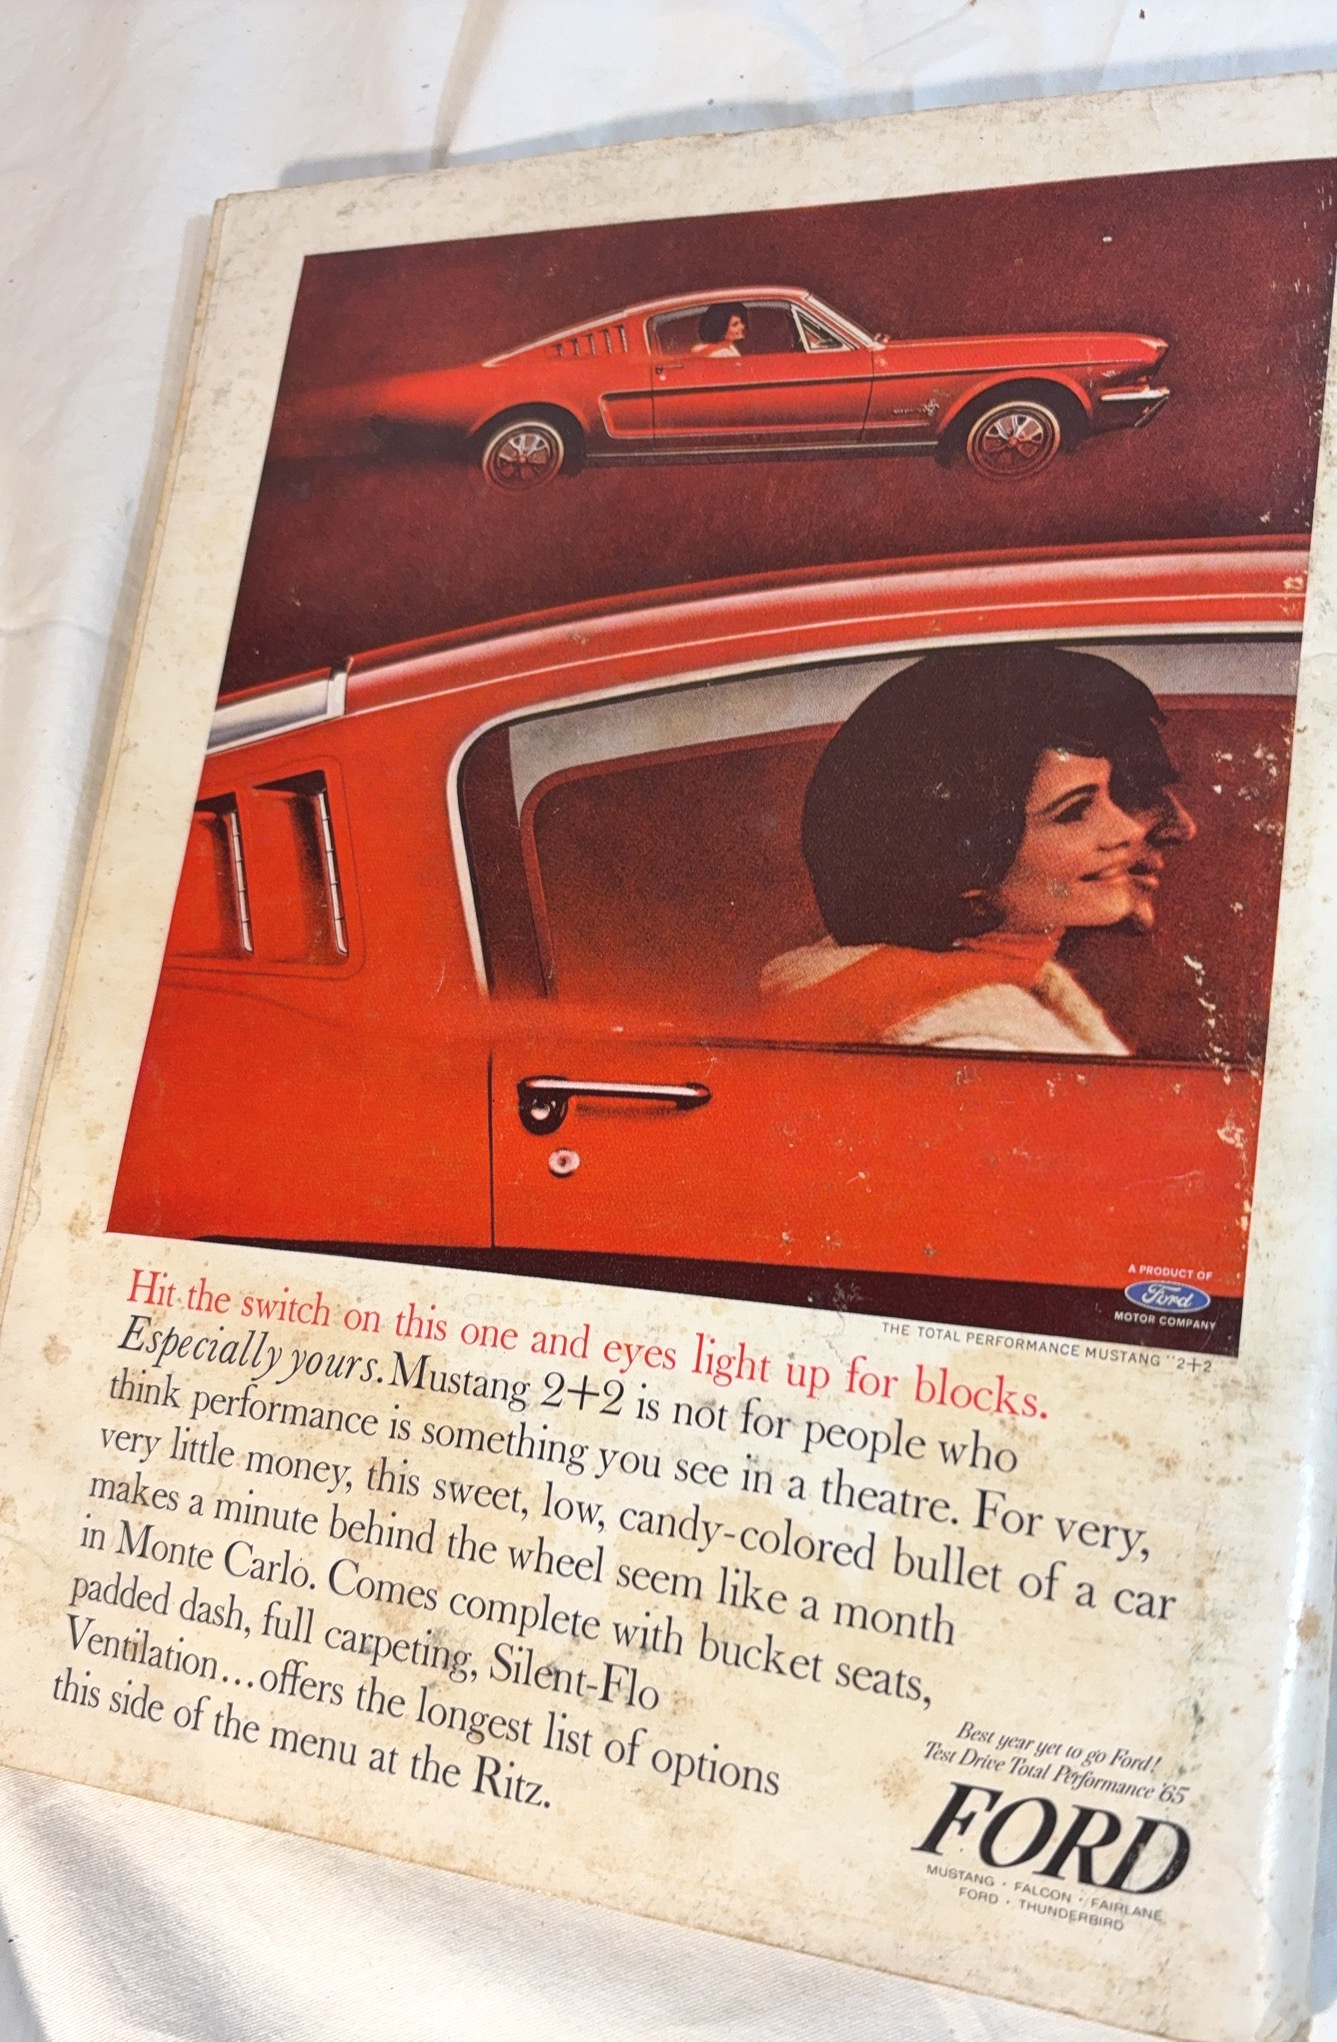 A PRODUCT OF
Ford
MOTOR COMPANY
THE TOTAL PERFORMANCE MUSTANG "2+2
Hit the switch on this one and eyes light up for blocks.
Especially yours. Mustang 2+2 is not for people who
think performance is something you see in a theatre. For very,
very little money, this sweet, low, candy-colored bullet of a car
makes a minute behind the wheel seem like a month
in Monte Carlo. Comes complete with bucket seats,
padded dash, full carpeting, Silent-Flo
Ventilation...offers the longest list of options
this side of the menu at the Ritz.
Best year yet to go Ford!
Test Drive Total Performance '65
FORD
MUSTANG · FALCON · FAIRLANE
FORD · THUNDERBIRD